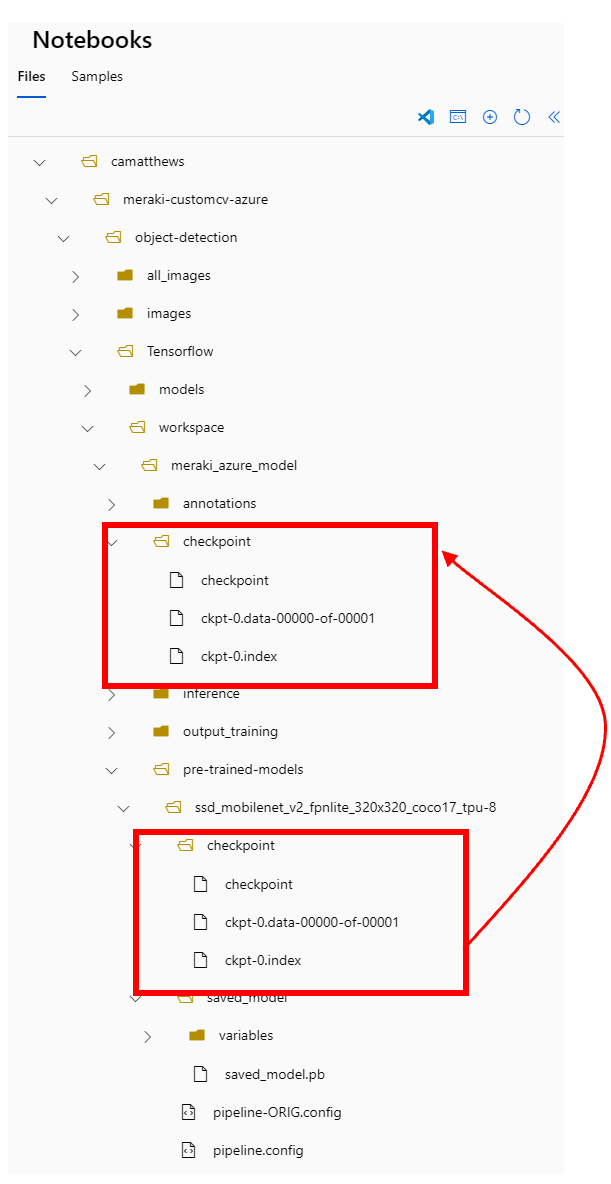 Notebooks
Files Samples
camatthews
meraki-customcv-azure
object-detection
all_images
images
Tensorflow
models
workspace
meraki_azure_model
annotations
checkpoint
checkpoint
ckpt-0.data-00000-of-00001
ckpt-0.index
inference
output_training
pre-trained-models
ssd_mobilenet_v2_fpnlite_320x320_coco17_tpu-8
checkpoint
checkpoint
ckpt-0.data-00000-of-00001
ckpt-0.index
saved_model
variables
saved_model.pb
pipeline-ORIG.config
pipeline.config